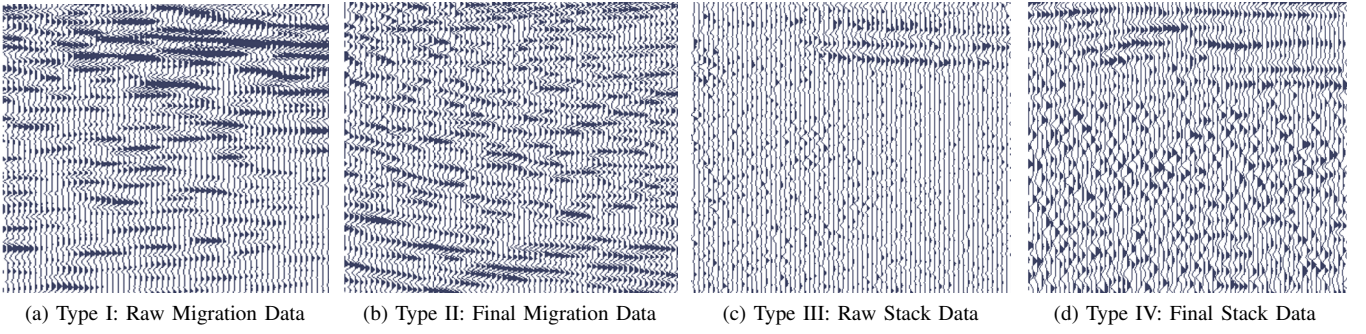 (a) Type I: Raw Migration Data
(b) Type II: Final Migration Data
(c) Type III: Raw Stack Data
(d) Type IV: Final Stack Data